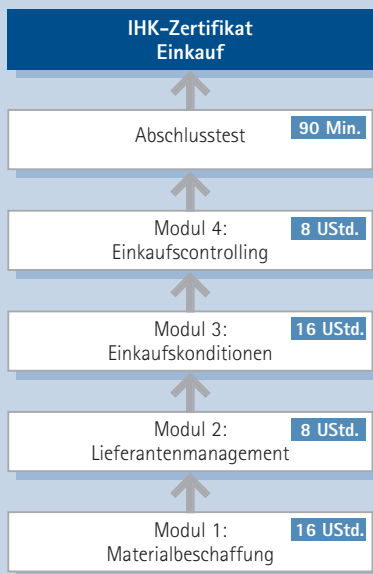 IHK-Zertifikat
Einkauf
Abschlusstest
90 Min.
Modul 4:
8 UStd.
Einkaufscontrolling
Modul 3:
16 UStd.
Einkaufskonditionen
Modul 2:
8 UStd.
Lieferantenmanagement
Modul 1:
16 UStd.
Materialbeschaffung